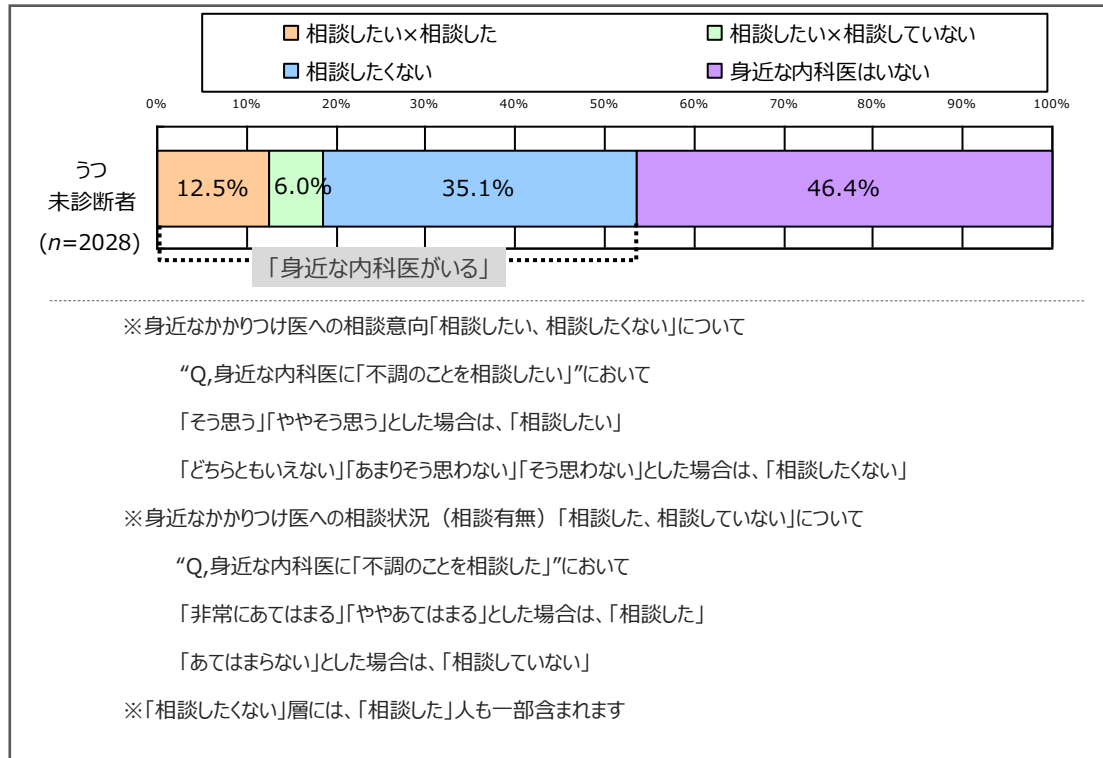 相談したい×相談した 相談したい×相談していない
相談したくない 身近な内科医はいない
0% 10% 20% 30% 40% 50% 60% 70% 80% 90% 100%
うつ
未診断者
(n=2028)
12.5% 6.0% 35.1% 46.4%
「身近な内科医がいる」
※身近なかかりつけ医への相談意向「相談したい、相談したくない」について
“Q,身近な内科医に「不調のことを相談したい」”において
「そう思う」「ややそう思う」とした場合は、「相談したい」
「どちらともいえない」「あまりそう思わない」「そう思わない」とした場合は、「相談したくない」
※身近なかかりつけ医への相談状況（相談有無）「相談した、相談していない」について
“Q,身近な内科医に「不調のことを相談した」”において
「非常にあてはまる」「ややあてはまる」とした場合は、「相談した」
「あてはまらない」とした場合は、「相談していない」
※「相談したくない」層には、「相談した」人も一部含まれます